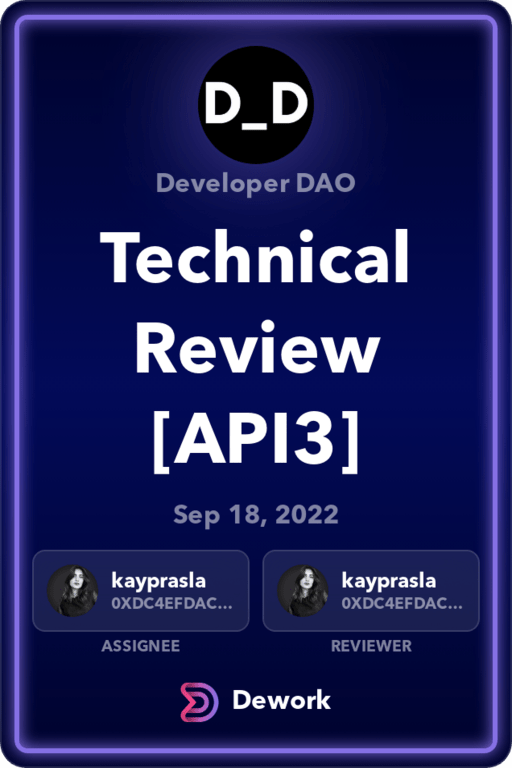 D_D
Developer DAO
Technical
Review
[API3]
Sep 18, 2022
kayprasla
0XDC4EFDAC...
ASSIGNEE
kayprasla
0XDC4EFDAC...
REVIEWER
Dework